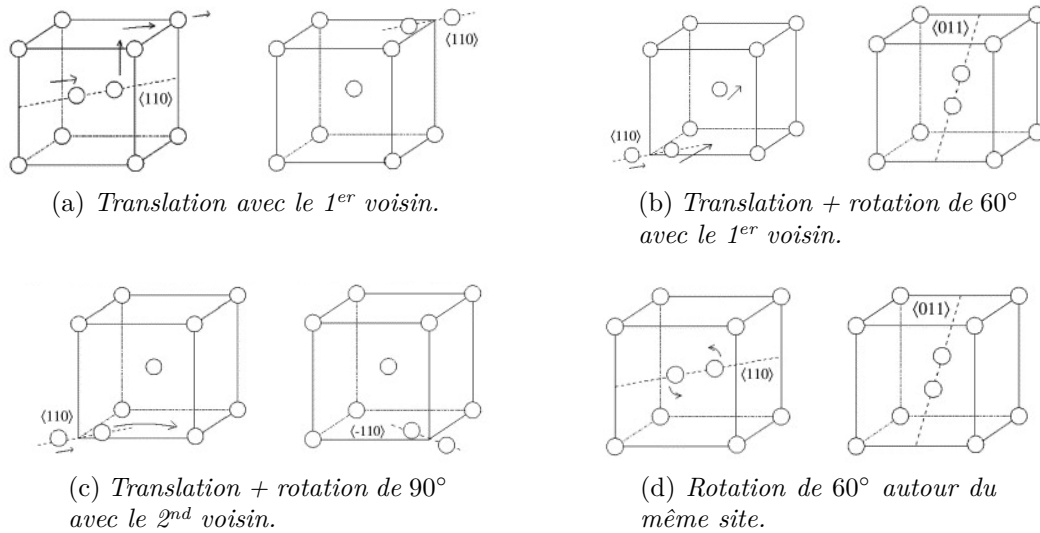 ⟨110⟩
⟨110⟩
(a) Translation avec le 1er voisin.
⟨110⟩
⟨011⟩
(b) Translation + rotation de 60°
avec le 1er voisin.
⟨110⟩
⟨-110⟩
(c) Translation + rotation de 90°
avec le 2nd voisin.
⟨110⟩
⟨011⟩
(d) Rotation de 60° autour du
même site.